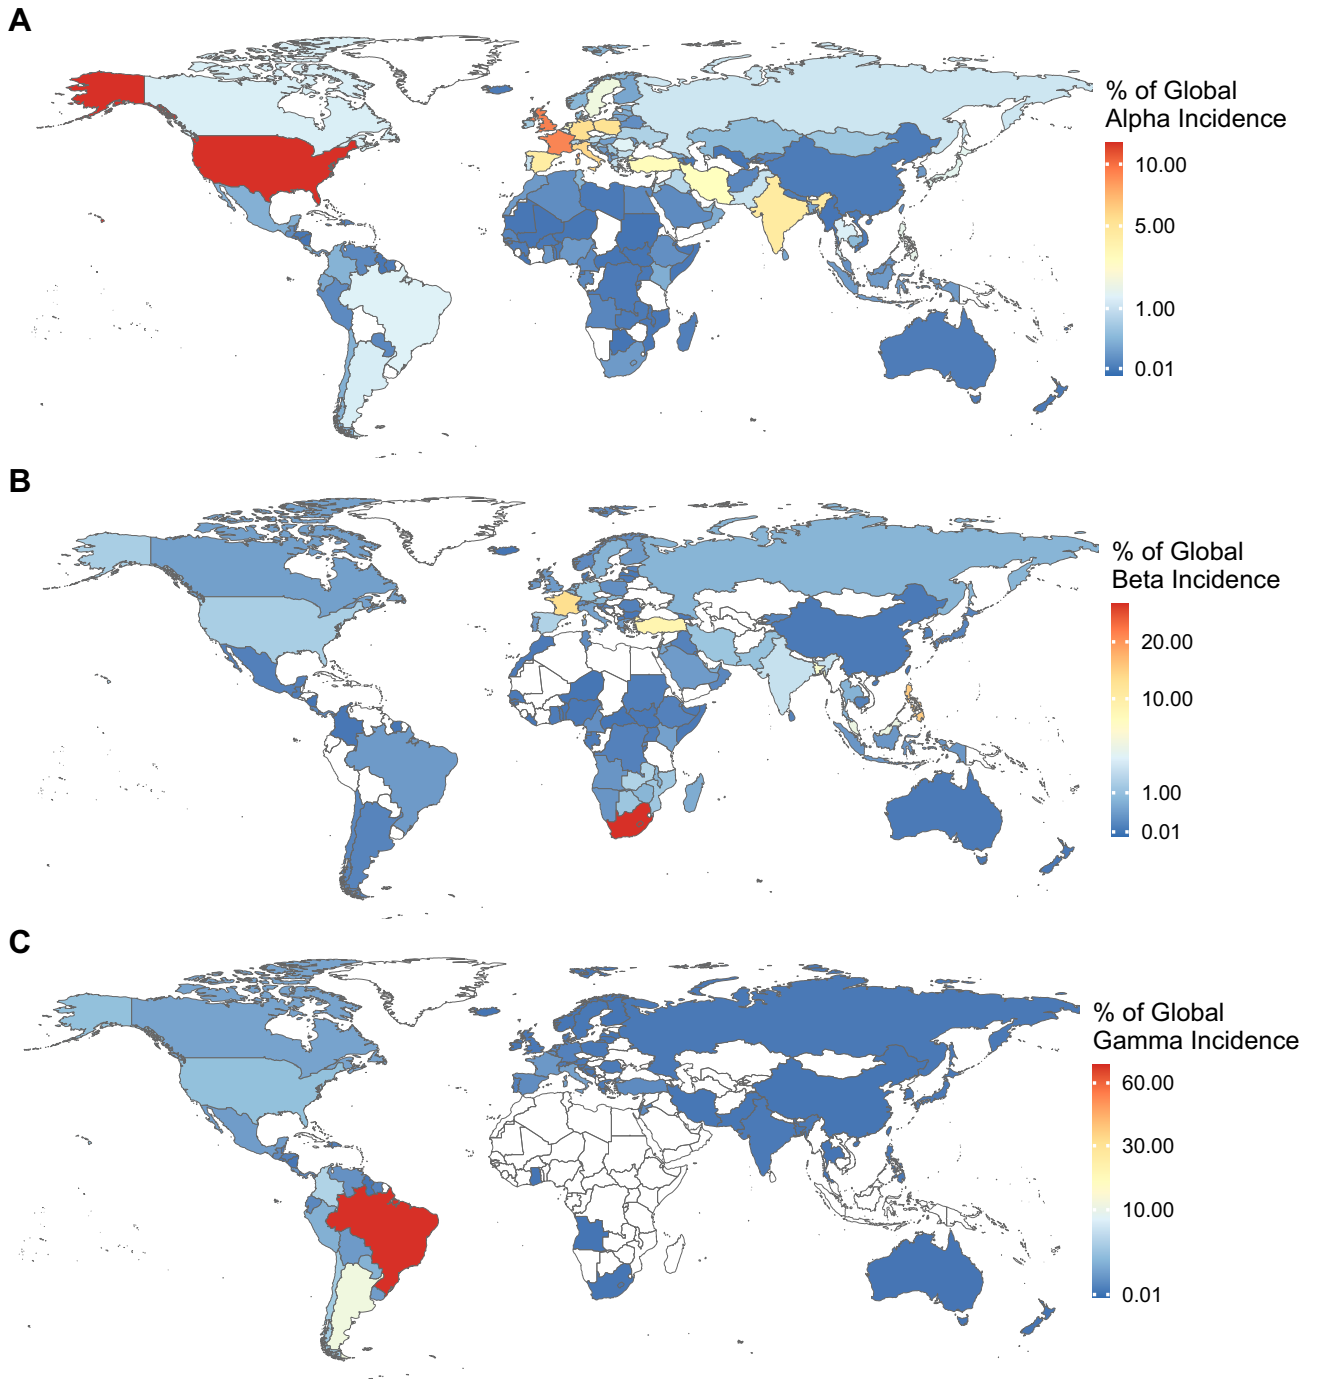 A
% of Global
Alpha Incidence
10.00
5.00
1.00
0.01
B
% of Global
Beta Incidence
20.00
10.00
1.00
0.01
C
% of Global
Gamma Incidence
60.00
30.00
10.00
0.01